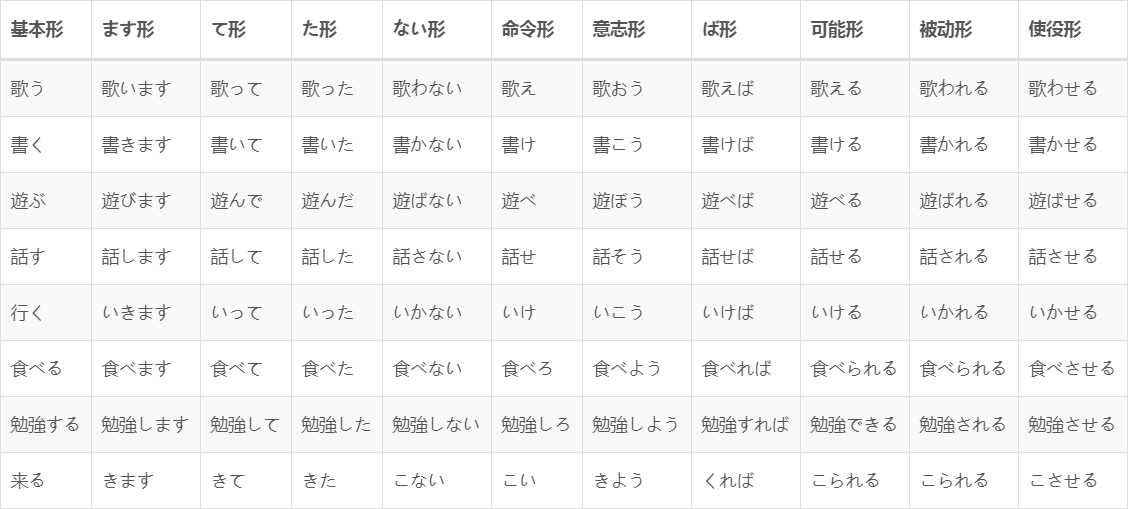 基本形 ます形 て形 た形 ない形 命令形 意志形 ば形 可能形 被动形 使役形
歌う 歌います 歌って 歌った 歌わない 歌え 歌おう 歌えば 歌える 歌われる 歌わせる
書く 書きます 書いて 書いた 書かない 書け 書こう 書けば 書ける 書かれる 書かせる
遊ぶ 遊びます 遊んで 遊んだ 遊ばない 遊べ 遊ぼう 遊べば 遊べる 遊ばれる 遊ばせる
話す 話します 話して 話した 話さない 話せ 話そう 話せば 話せる 話される 話させる
行く いきます いって いった いかない いけ いこう いけば いける いかれる いかせる
食べる 食べます 食べて 食べた 食べない 食べろ 食べよう 食べれば 食べられる 食べられる 食べさせる
勉強する 勉強します 勉強して 勉強した 勉強しない 勉強しろ 勉強しよう 勉強すれば 勉強できる 勉強される 勉強させる
来る きます きて きた こない こい きよう くれば こられる こられる こさせる